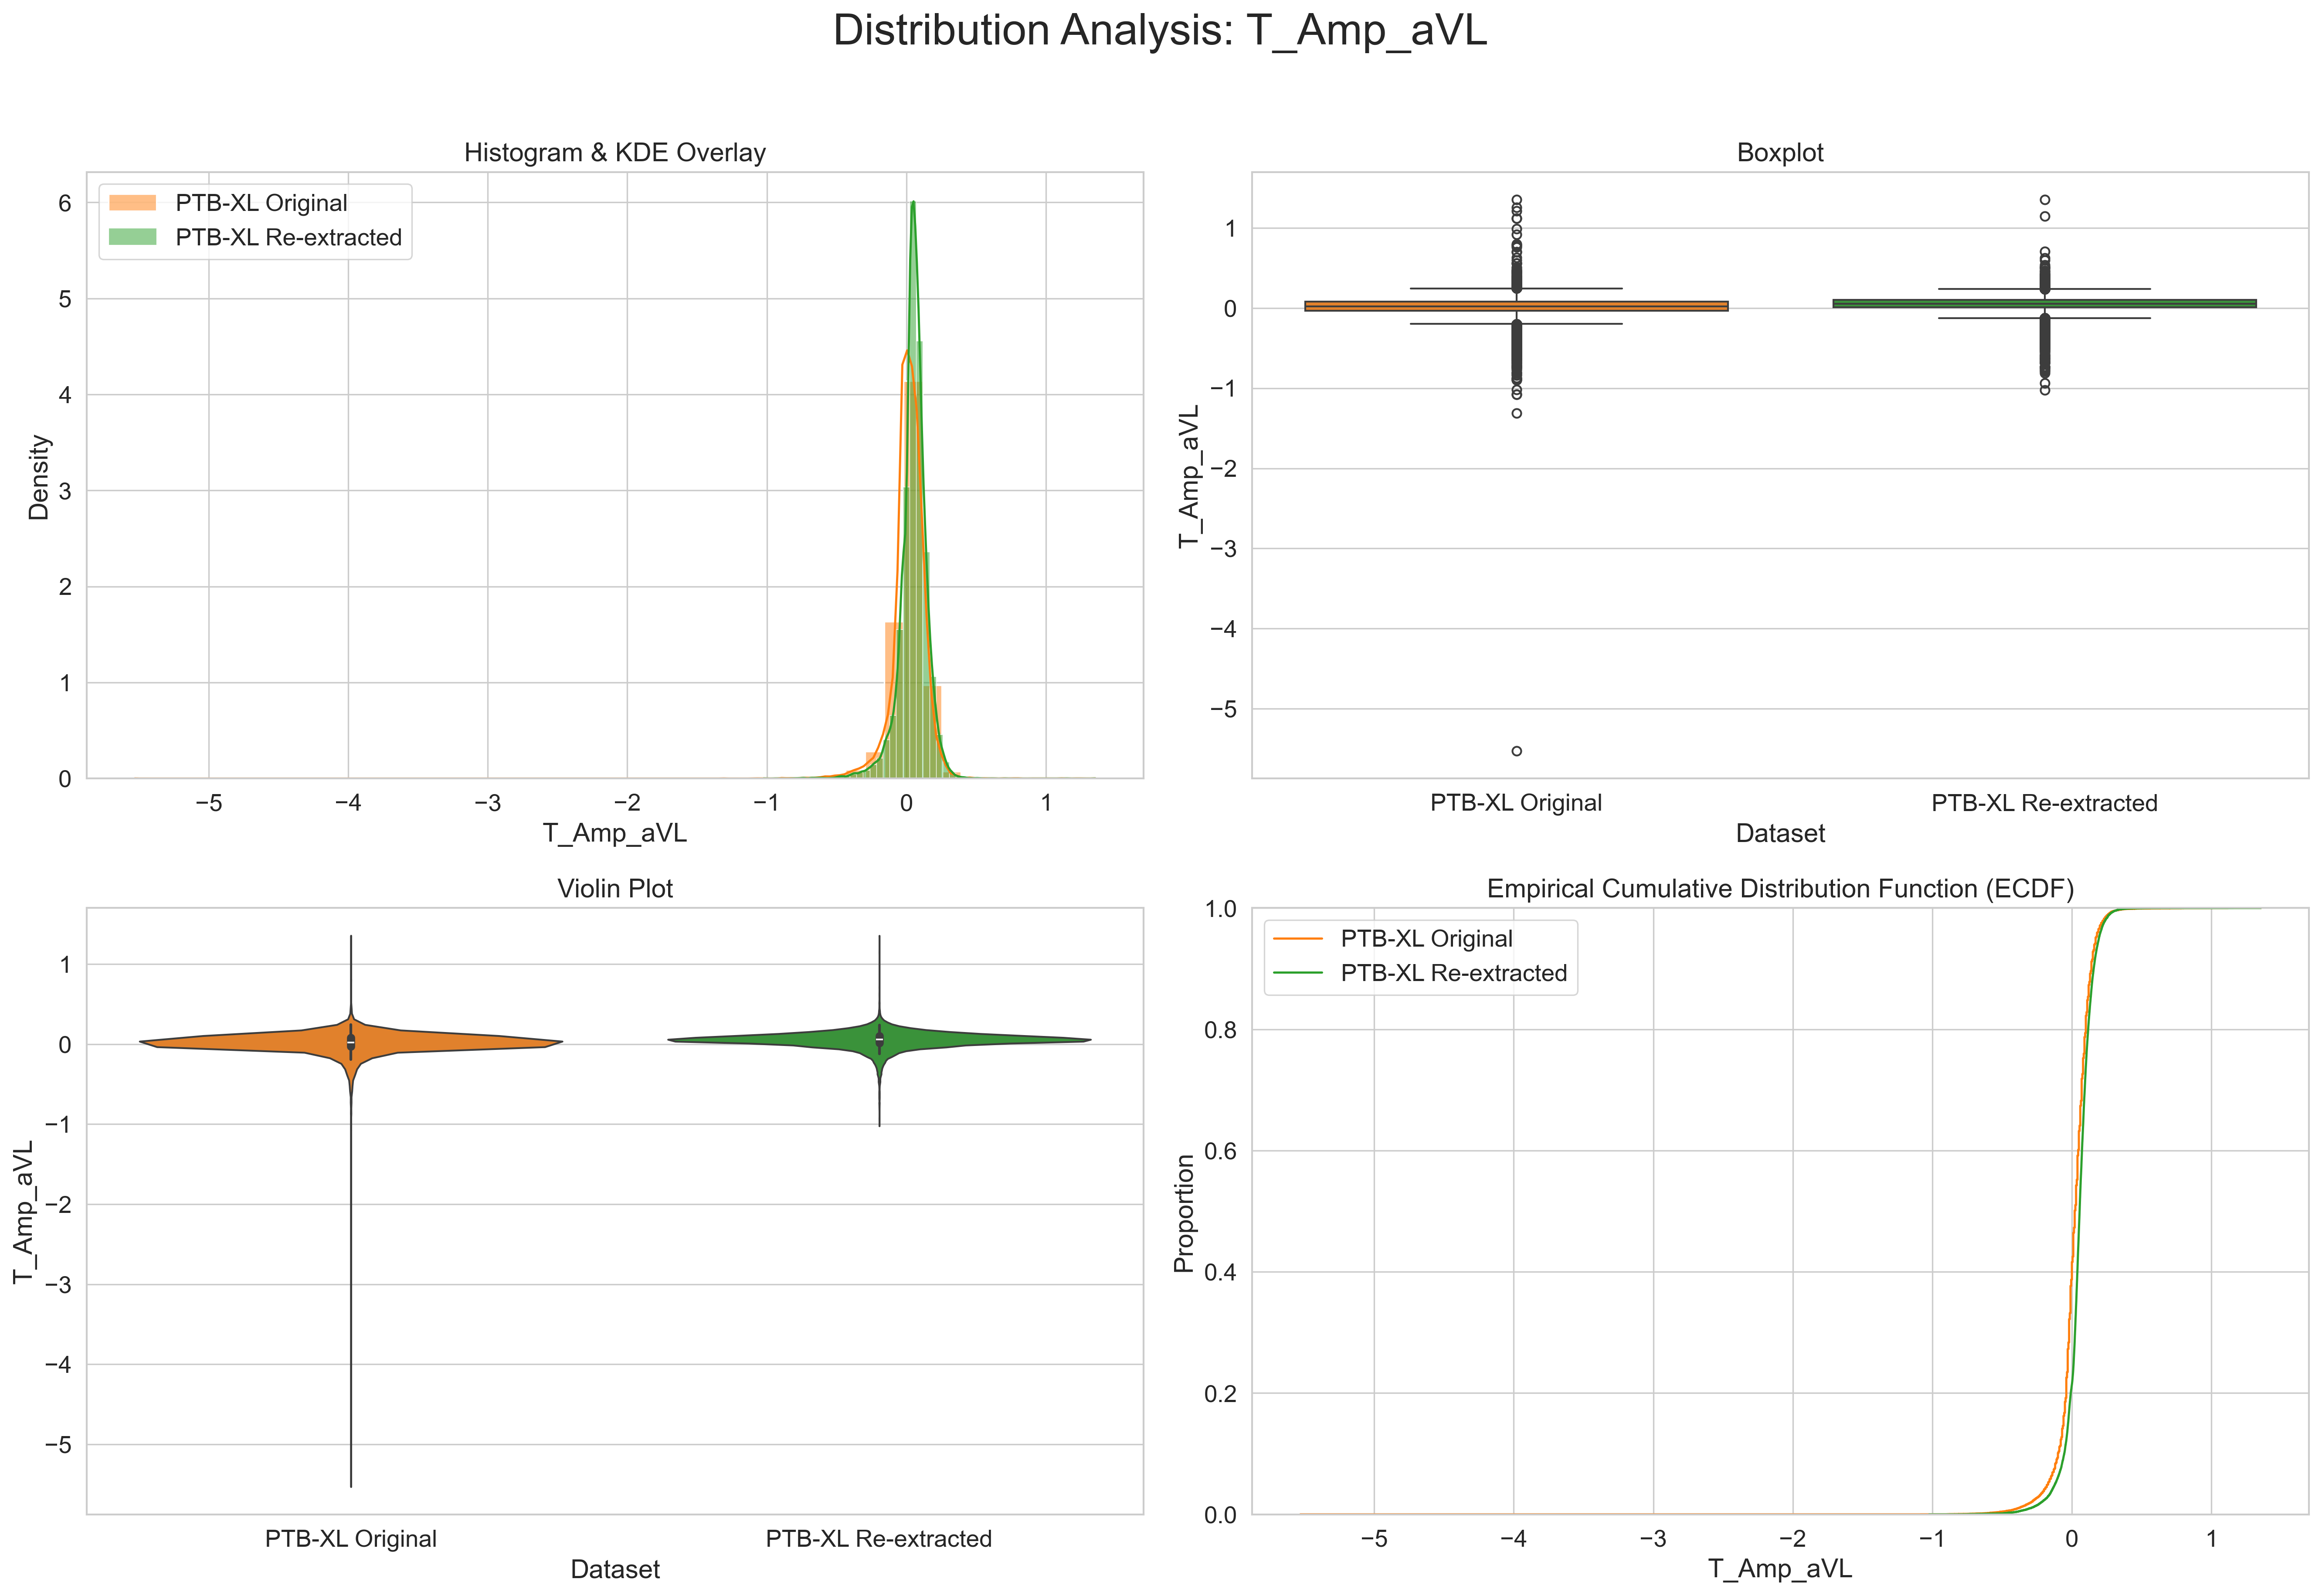 Distribution Analysis: T_Amp_aVL
Histogram & KDE Overlay
PTB-XL Original
PTB-XL Re-extracted
6
5
4
3
2
1
0
Density
−5
−4
−3
−2
−1
0
1
T_Amp_aVL
Boxplot
1
0
−1
−2
−3
−4
−5
T_Amp_aVL
PTB-XL Original
PTB-XL Re-extracted
Dataset
Violin Plot
1
0
−1
−2
−3
−4
−5
T_Amp_aVL
PTB-XL Original
PTB-XL Re-extracted
Dataset
Empirical Cumulative Distribution Function (ECDF)
PTB-XL Original
PTB-XL Re-extracted
1.0
0.8
0.6
0.4
0.2
0.0
Proportion
−5
−4
−3
−2
−1
0
1
T_Amp_aVL